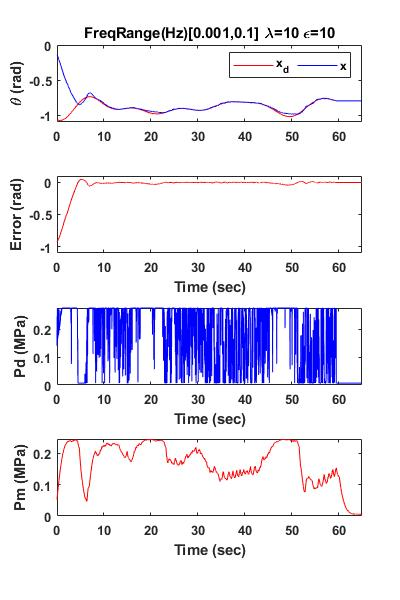 FreqRange(Hz)[0.001,0.1] λ=10 ϵ=10
0
-0.5
-1
θ (rad)
x_d x
0 10 20 30 40 50 60
0
-0.5
-1
Error (rad)
0 10 20 30 40 50 60
Time (sec)
0.2
0.1
0
Pd (MPa)
0 10 20 30 40 50 60
Time (sec)
0.2
0.1
0
Pm (MPa)
0 10 20 30 40 50 60
Time (sec)